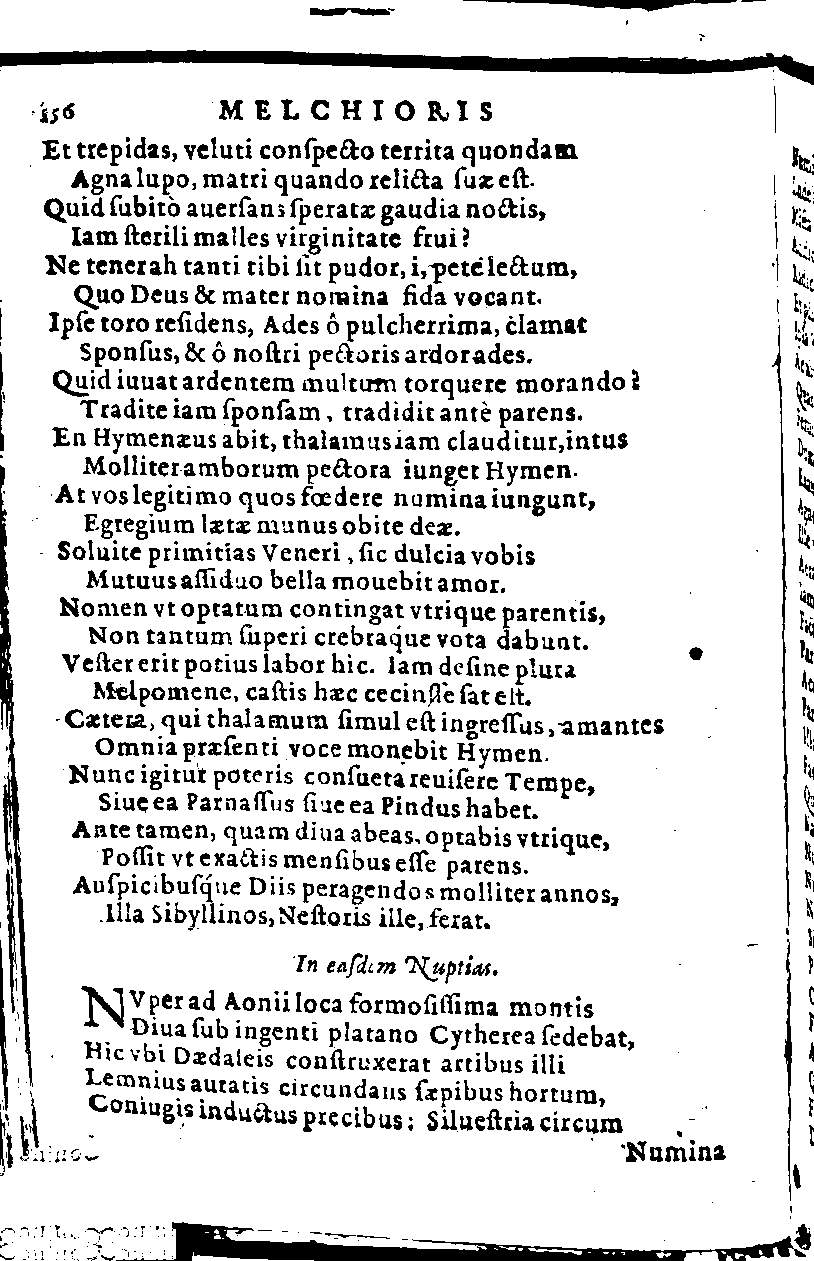 156 MELCHIORIS
Et trepidas, veluti conſpecto territa quondam
Agna lupo, matri quando relicta ſuæ eſt.
Quid ſubitò auerſans ſperatæ gaudia noctis,
Iam ſterili malles virginitate frui?
Ne tenerah tanti tibi ſit pudor, i, pete lectum,
Quo Deus & mater nomina fida vocant.
Ipſe toro reſidens, Ades ô pulcherrima, clamat
Sponſus, & ô noſtri pectoris ardor ades.
Quid iuuat ardentem multum torquere morando?
Tradite iam ſponſam, tradidit antè parens.
En Hymenæus abit, thalamus iam clauditur, intus
Molliter amborum pectora iunget Hymen.
At vos legitimo quos fœdere numina iungunt,
Egregium lætæ munus obite deæ.
Soluite primitias Veneri, ſic dulcia vobis
Mutuus aſſiduo bella mouebit amor.
Nomen vt optatum contingat vtrique parentis,
Non tantum ſuperi crebraque vota dabunt.
Veſter erit potius labor hic. Iam deſine plura
Melpomene, caſtis hæc ceciniſſe ſat eſt.
Cætera, qui thalamum ſimul eſt ingreſſus, amantes
Omnia præſenti voce monebit Hymen.
Nunc igitur poteris conſueta reuiſere Tempe,
Siue ea Parnaſſus ſiue ea Pindus habet.
Ante tamen, quam diua abeas, optabis vtrique,
Poſſit vt exactis menſibus eſſe parens.
Auſpicibuſq́ue Diis peragendos molliter annos,
Illa Sibyllinos, Neſtoris ille, ferat.
In eaſdem Nuptias.
NVper ad Aonii loca formoſiſſima montis
Diua ſub ingenti platano Cytherea ſedebat,
Hic vbi Dædaleis conſtruxerat artibus illi
Lemnius auratis circundans ſæpibus hortum,
Coniugis inductus precibus; Silueſtria circum
Numina